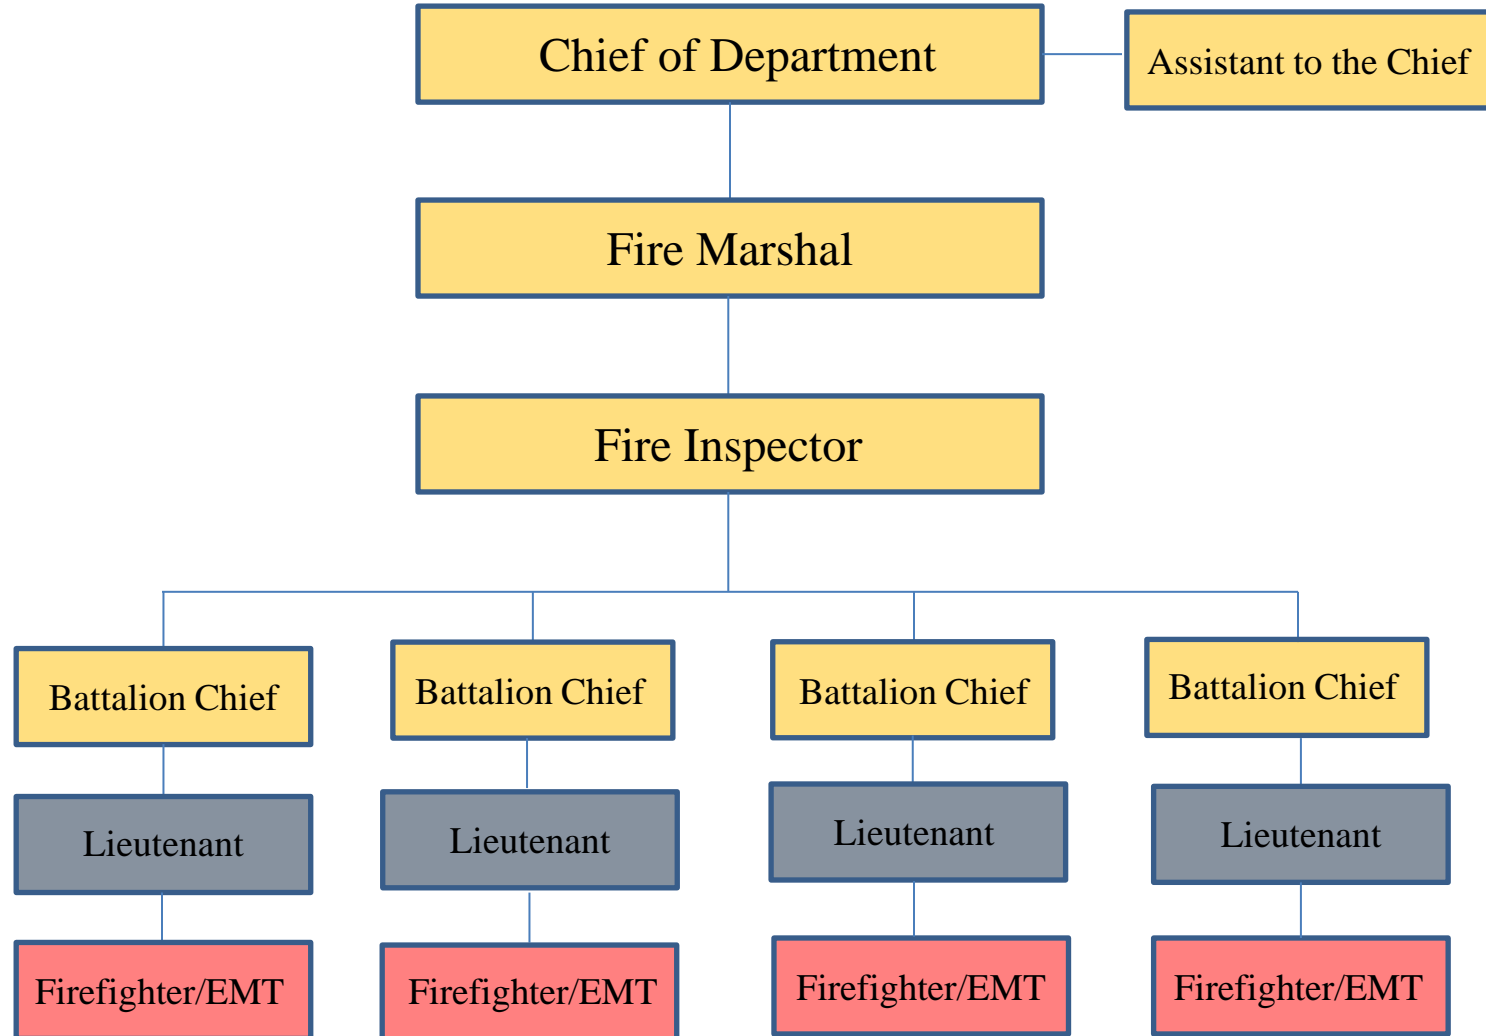 Chief of Department
Assistant to the Chief
Fire Marshal
Fire Inspector
Battalion Chief
Battalion Chief
Battalion Chief
Battalion Chief
Lieutenant
Lieutenant
Lieutenant
Lieutenant
Firefighter/EMT
Firefighter/EMT
Firefighter/EMT
Firefighter/EMT